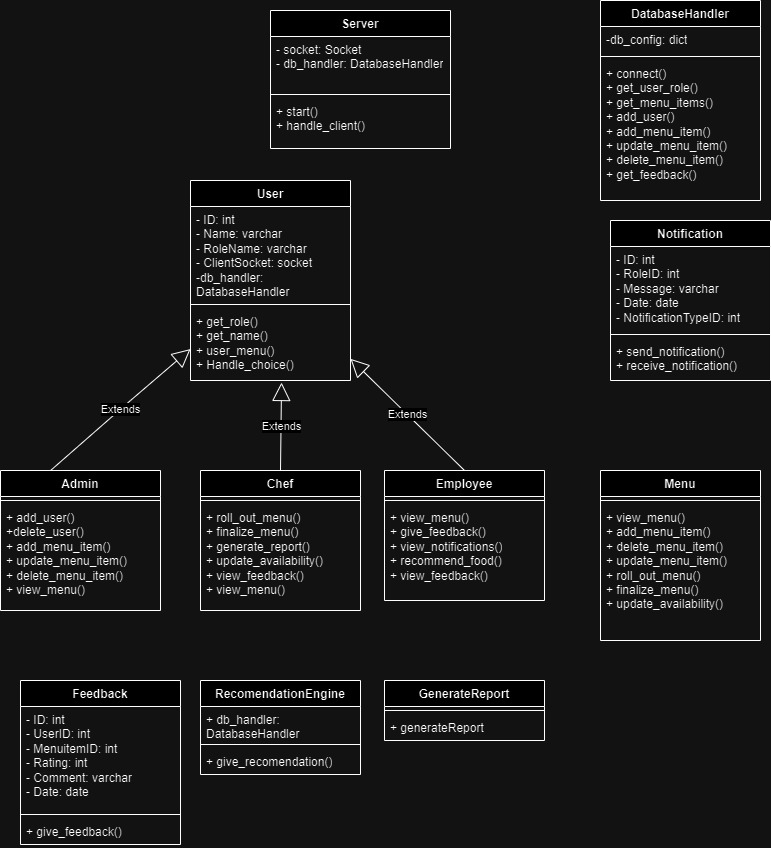 Server
- socket: Socket
- db_handler: DatabaseHandler
+ start()
+ handle_client()
DatabaseHandler
-db_config: dict
+ connect()
+ get_user_role()
+ get_menu_items()
+ add_user()
+ add_menu_item()
+ update_menu_item()
+ delete_menu_item()
+ get_feedback()
User
- ID: int
- Name: varchar
- RoleName: varchar
- ClientSocket: socket
-db_handler:
DatabaseHandler
+ get_role()
+ get_name()
+ user_menu()
+ Handle_choice()
Notification
- ID: int
- RoleID: int
- Message: varchar
- Date: date
- NotificationTypeID: int
+ send_notification()
+ receive_notification()
Extends
Extends
Extends
Admin
+ add_user()
+delete_user()
+ add_menu_item()
+ update_menu_item()
+ delete_menu_item()
+ view_menu()
Chef
+ roll_out_menu()
+ finalize_menu()
+ generate_report()
+ update_availability()
+ view_feedback()
+ view_menu()
Employee
+ view_menu()
+ give_feedback()
+ view_notifications()
+ recommend_food()
+ view_feedback()
Menu
+ view_menu()
+ add_menu_item()
+ delete_menu_item()
+ update_menu_item()
+ roll_out_menu()
+ finalize_menu()
+ update_availability()
Feedback
- ID: int
- UserID: int
- MenuitemID: int
- Rating: int
- Comment: varchar
- Date: date
+ give_feedback()
RecomendationEngine
+ db_handler:
DatabaseHandler
+ give_recomendation()
GenerateReport
+ generateReport